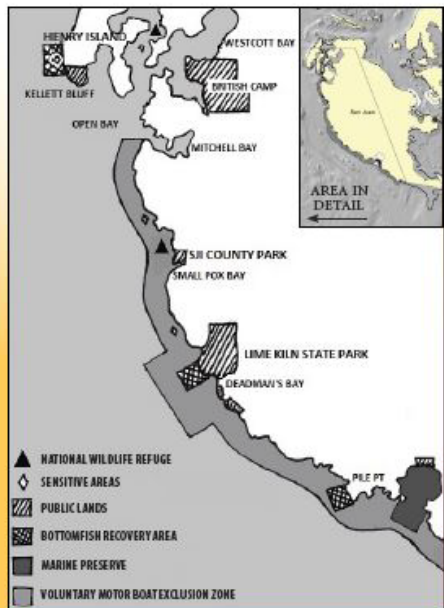 HENRY ISLAND
WESTCOTT BAY
KELLETT BLUFF
BRITISH CAMP
OPEN BAY
MITCHELL BAY
San Juan
AREA IN
DETAIL
SJI COUNTY PARK
SMALL POX BAY
LIME KILN STATE PARK
DEADMAN'S BAY
PILE PT
NATIONAL WILDLIFE REFUGE
SENSITIVE AREAS
PUBLIC LANDS
BOTTOMFISH RECOVERY AREA
MARINE PRESERVE
VOLUNTARY MOTOR BOAT EXCLUSION ZONE